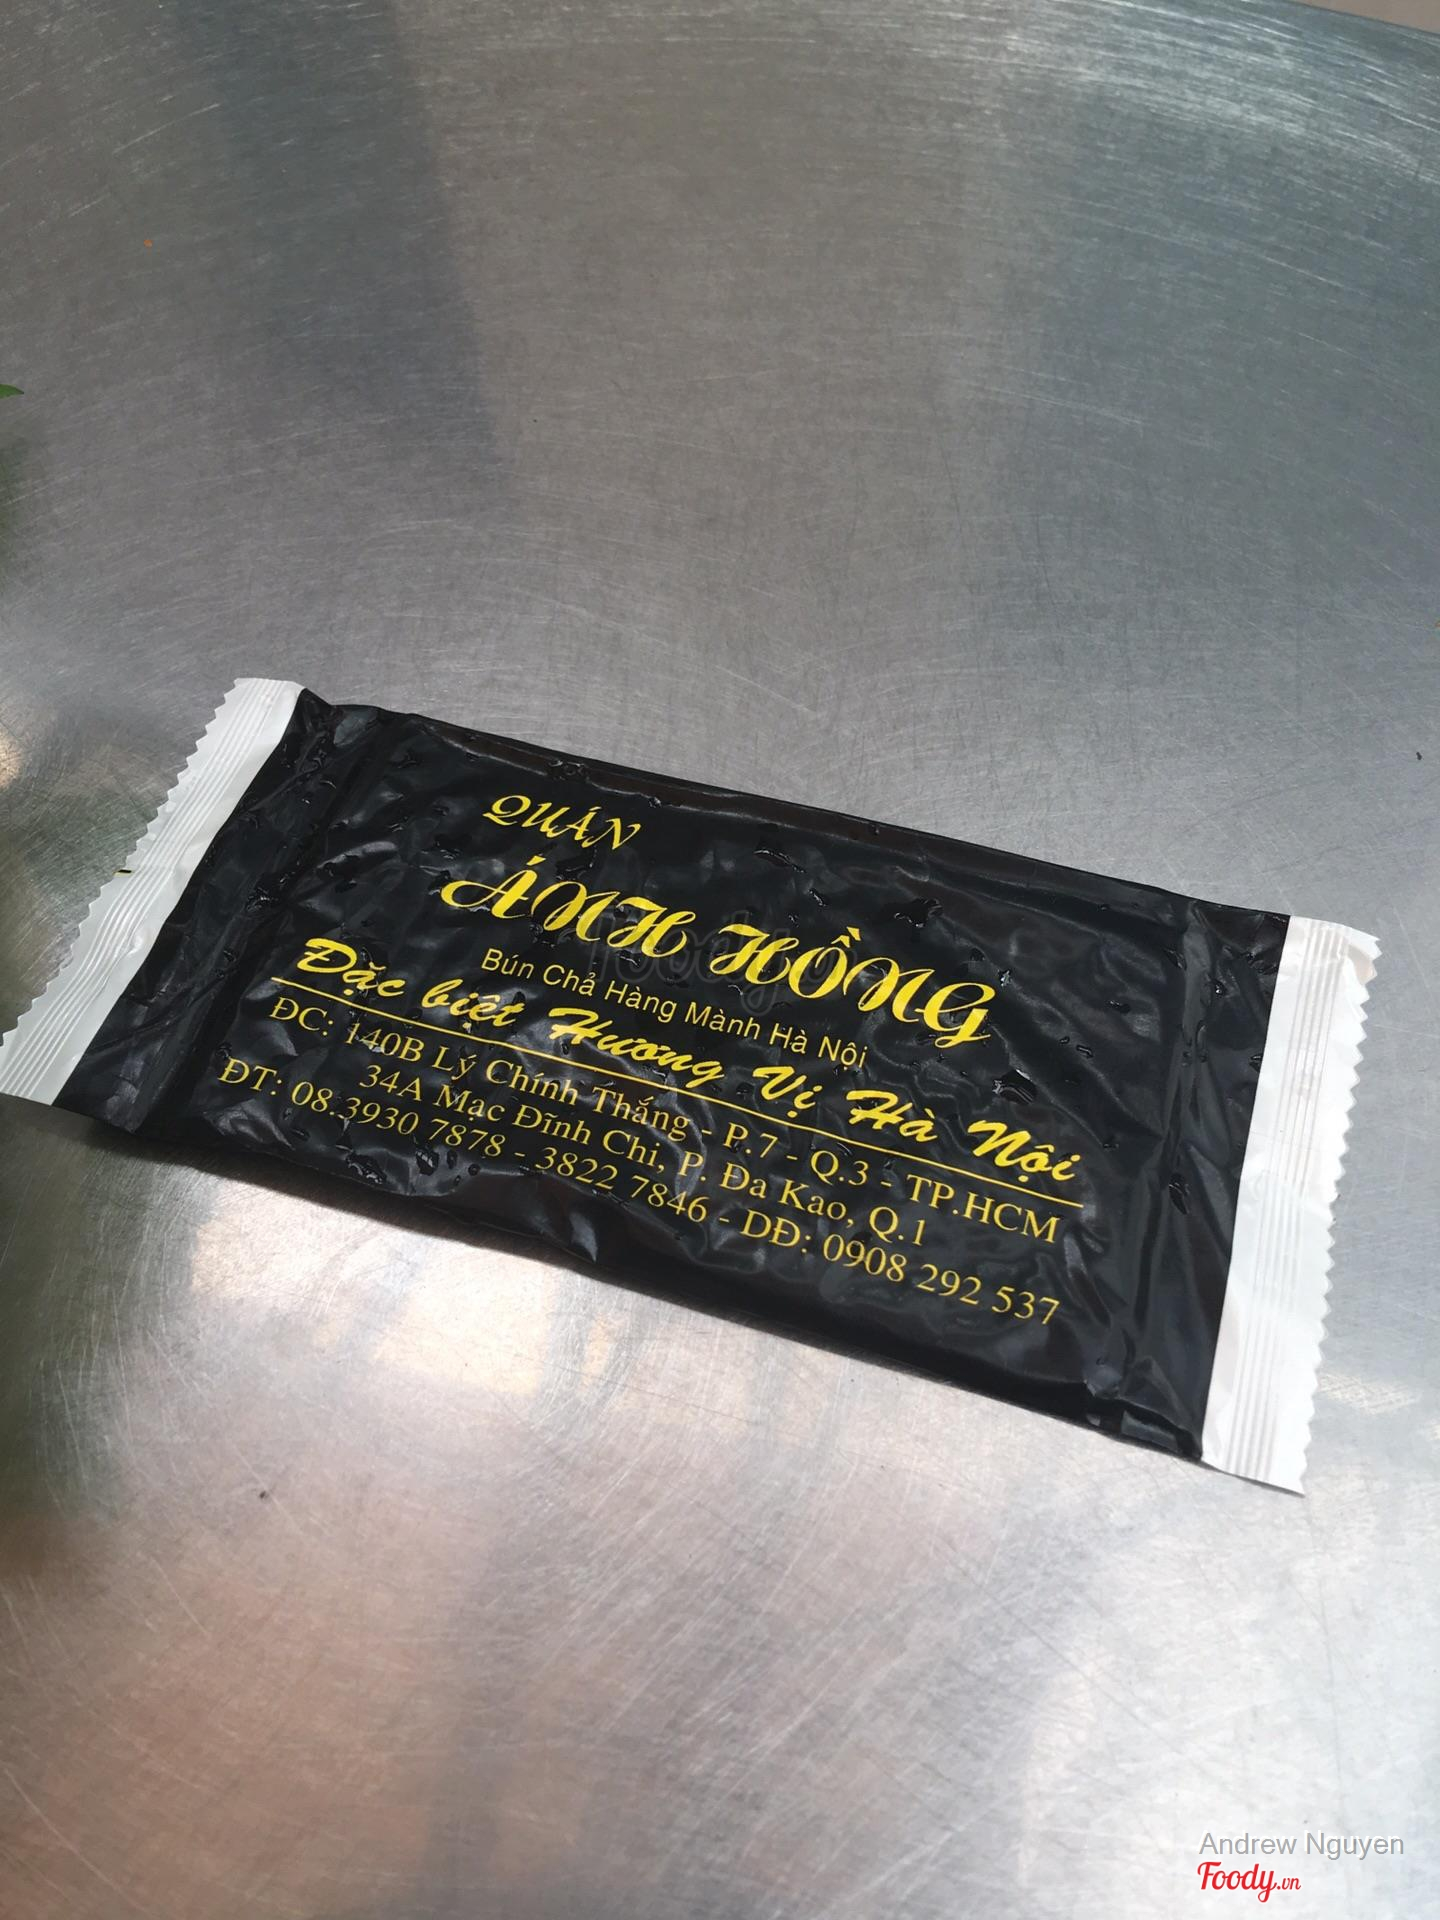 QUÁN
ÁNH HỒNG
Bún Chả Hàng Mành Hà Nội
Đặc biệt Hương Vị Hà Nội
ĐC: 140B Lý Chính Thắng - P.7 - Q.3 - TP.HCM
34A Mạc Đĩnh Chi, P. Đa Kao, Q.1
ĐT: 08.3930 7878 - 3822 7846 - DĐ: 0908 292 537
Foody
Andrew Nguyen
Foody.vn